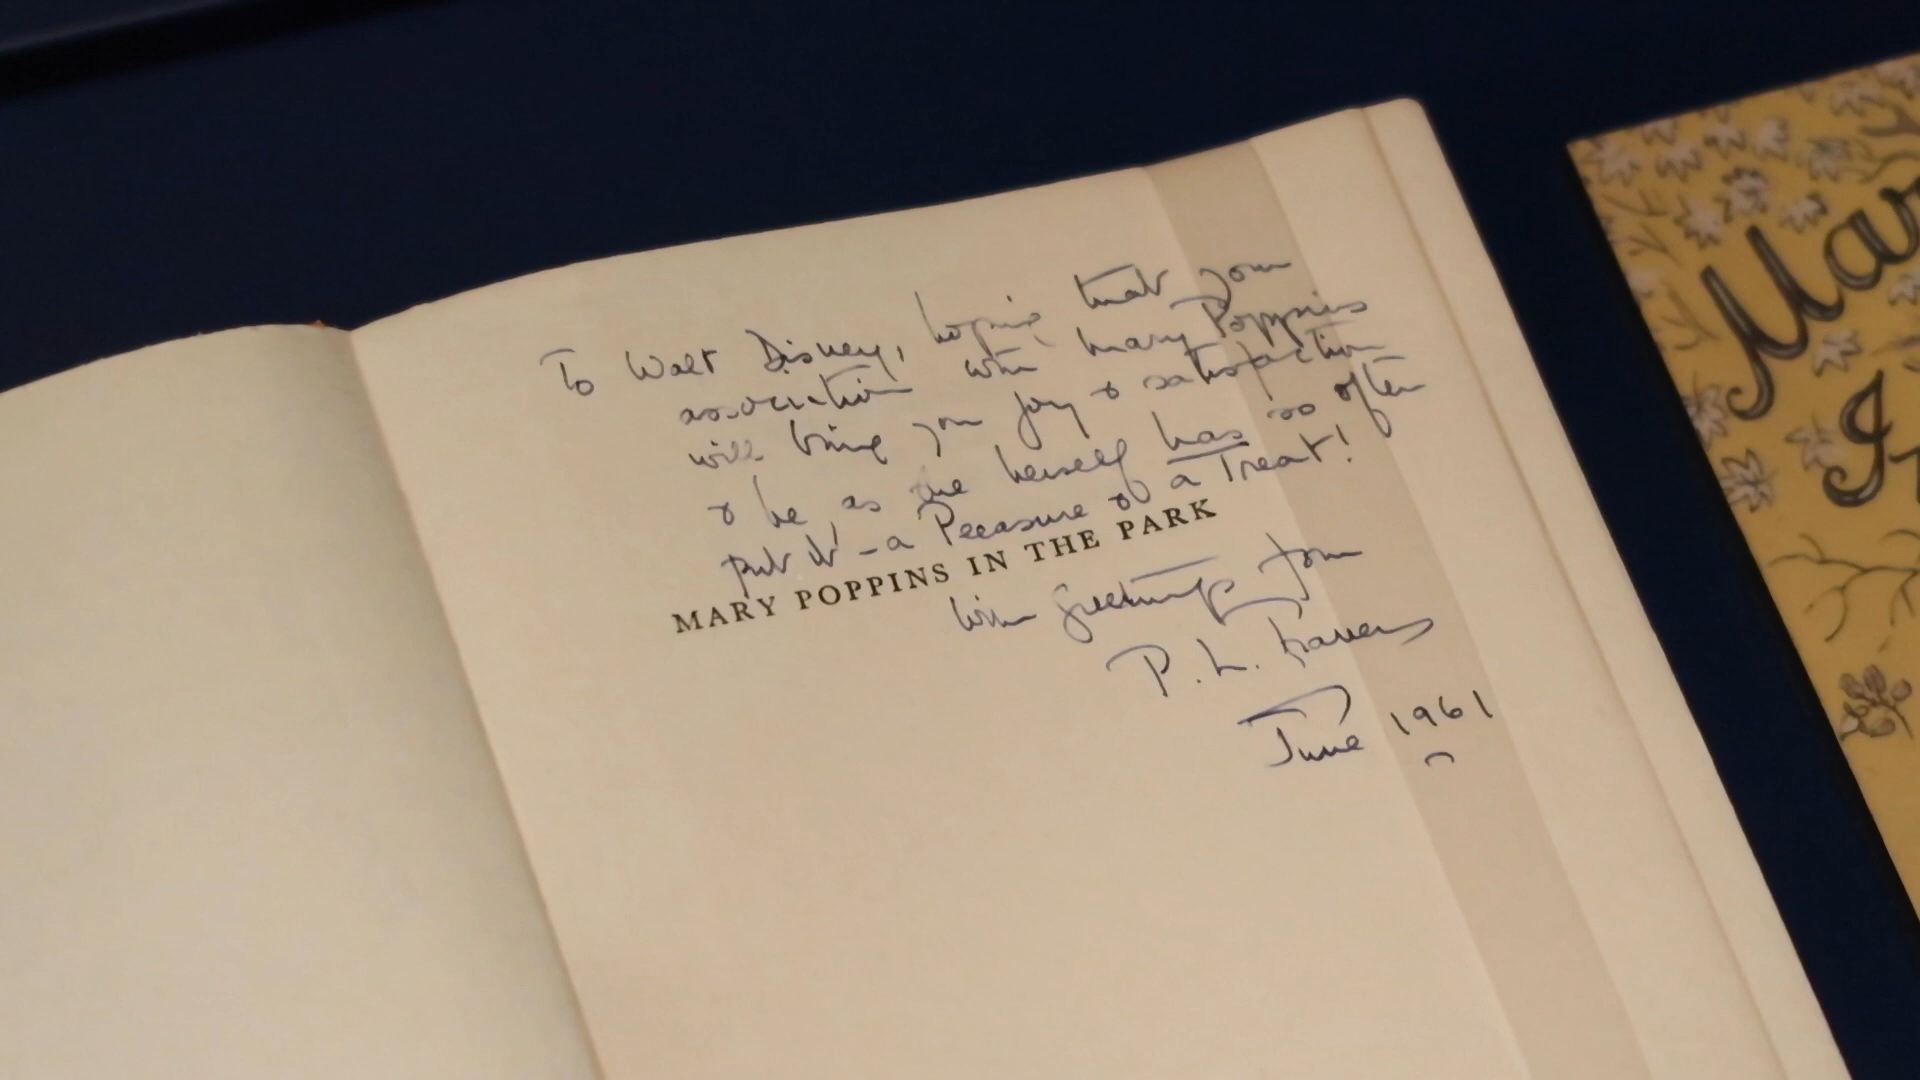 To Walt Disney, hoping that your
association with Mary Poppins
will bring you joy & satisfaction
& be, as she herself has so often
put it - a Pleasure & a Treat!
MARY POPPINS IN THE PARK
With greetings from
P. L. Travers
June 1961
Mar